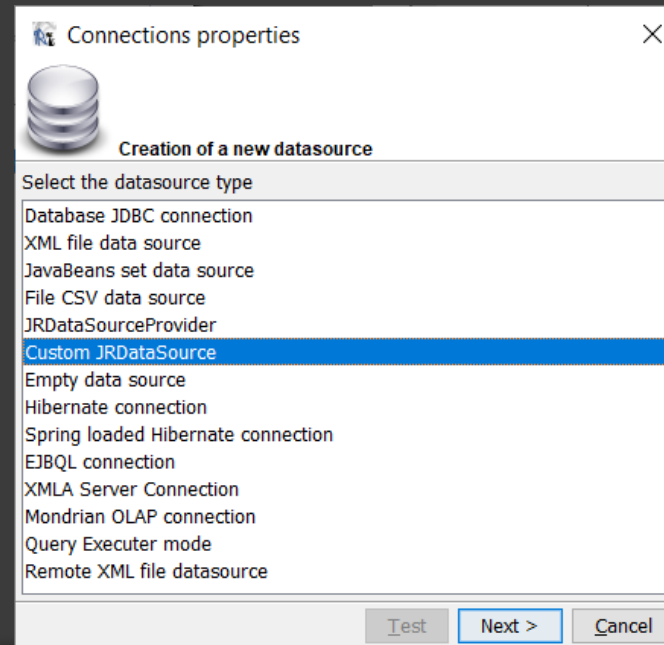 Connections properties
Creation of a new datasource
Select the datasource type
Database JDBC connection
XML file data source
JavaBeans set data source
File CSV data source
JRDataSourceProvider
Custom JRDataSource
Empty data source
Hibernate connection
Spring loaded Hibernate connection
EJBQL connection
XMLA Server Connection
Mondrian OLAP connection
Query Executer mode
Remote XML file datasource
Test Next > Cancel